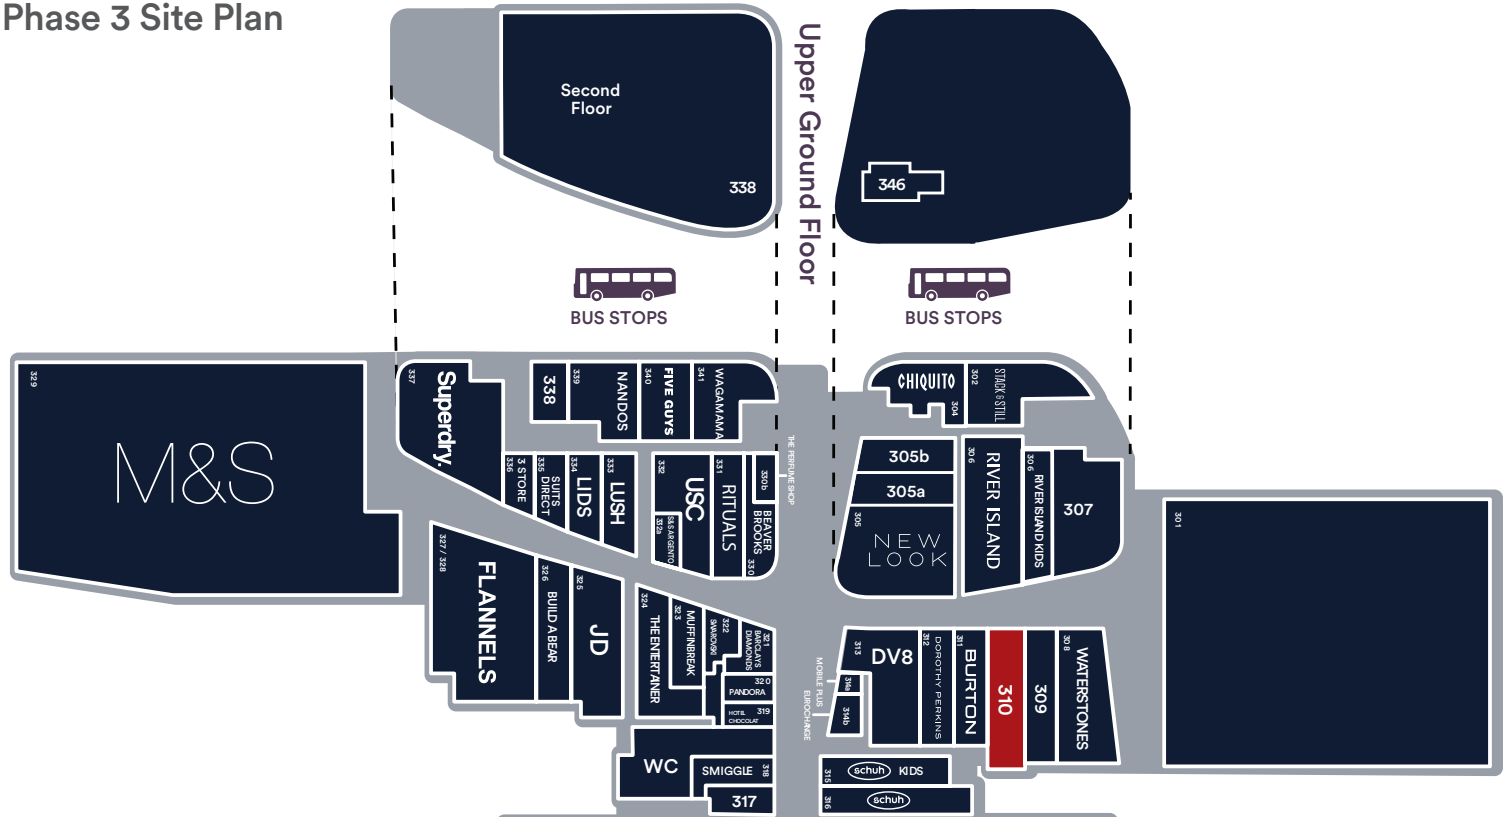 Phase 3 Site Plan
Second
Floor
338
Upper Ground Floor
346
BUS STOPS
BUS STOPS
329
M&S
337
Superdry.
338
339
NANDOS
340
FIVE GUYS
341
WAGAMAMA
THE PERFUME SHOP
CHIQUITO
304
302
STACK & STILL
336
3 STORE
335
SUITS
DIRECT
334
LIDS
333
LUSH
332
USC
332a
S&S ARGENTO
331
RITUALS
330b
BEAVER
BROOKS
330
305b
305a
305
NEW
LOOK
306
RIVER ISLAND
306
RIVER ISLAND KIDS
307
301
327 / 328
FLANNELS
326
BUILD A BEAR
325
JD
324
THE ENTERTAINER
323
MUFFINBREAK
322
SWAROVSKI
321
BARCLAYS
DIAMONDS
320
PANDORA
319
HOTEL
CHOCOLAT
MOBILE PLUS
EUROCHANGE
313
DV8
314a
314b
312
DOROTHY PERKINS
311
BURTON
310
309
308
WATERSTONES
WC
SMIGGLE
318
317
315
schuh KIDS
316
schuh